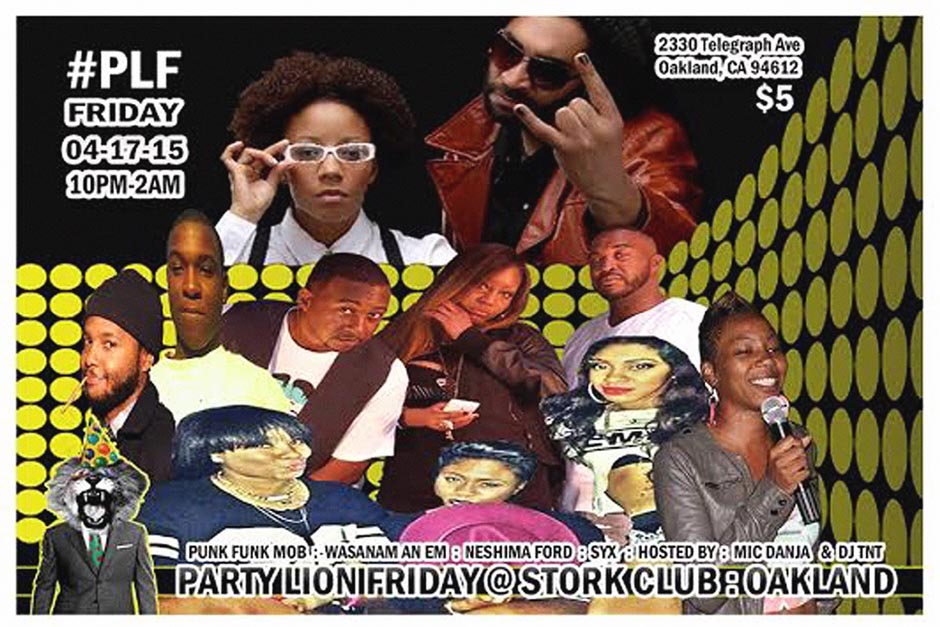 #PLF
FRIDAY
04-17-15
10PM-2AM
2330 Telegraph Ave
Oakland, CA 94612
$5
PUNK FUNK MOB : WASANAM AN EM : NESHIMA FORD : SYX : HOSTED BY : MIC DANJA & DJ TNT
PARTY LION FRIDAY @ STORK CLUB : OAKLAND